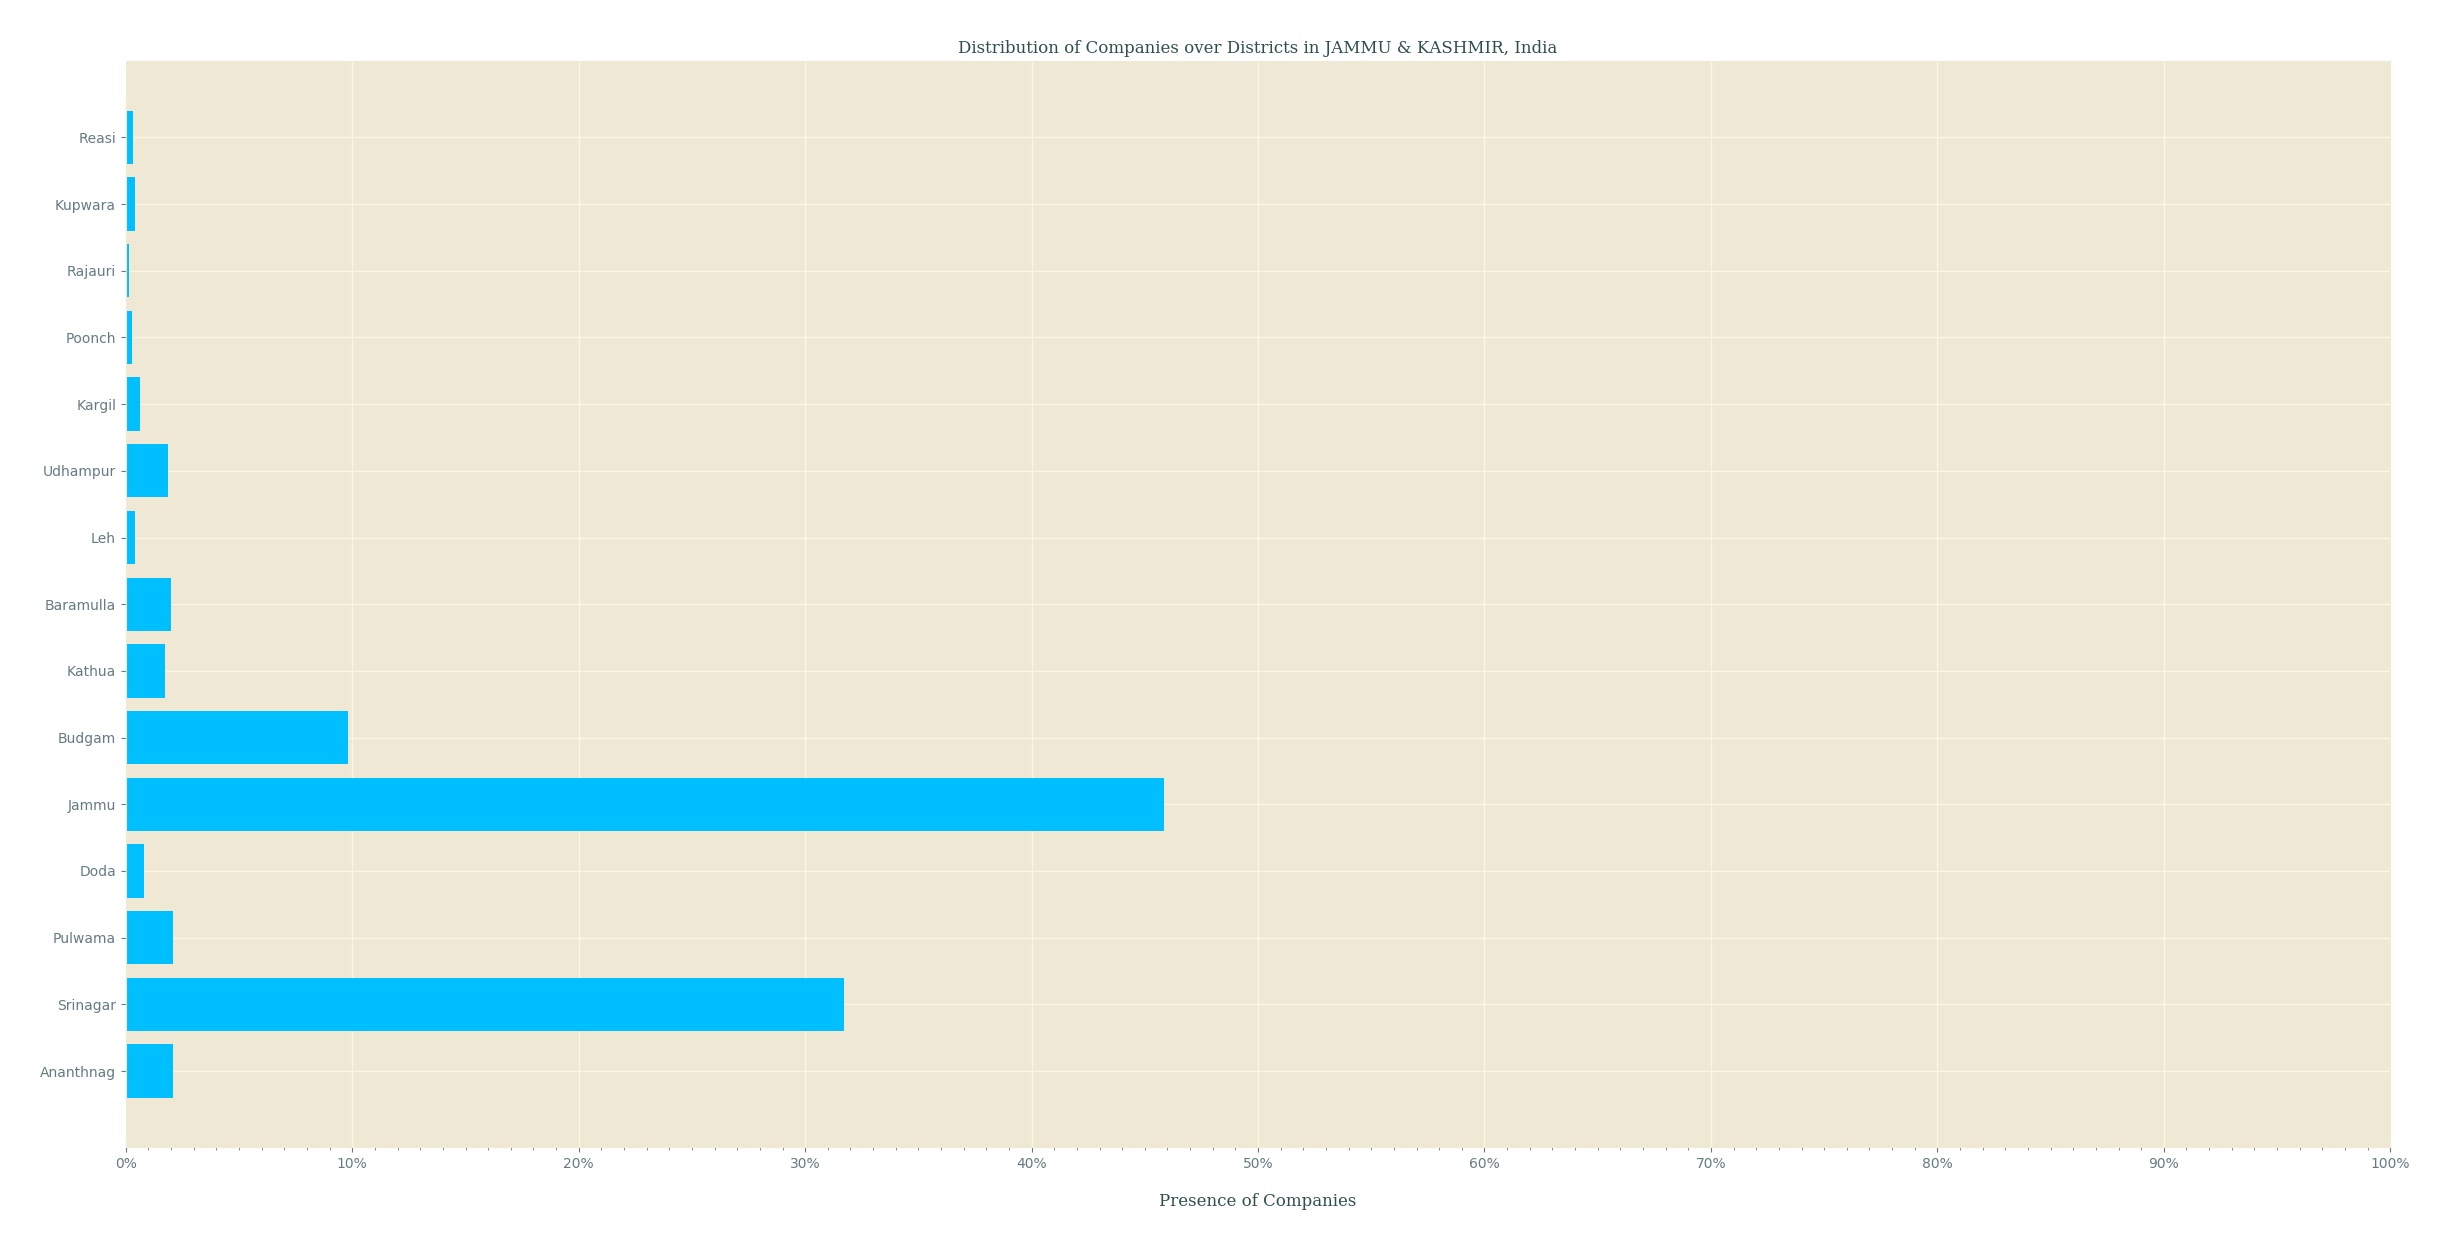 Distribution of Companies over Districts in JAMMU & KASHMIR, India
Reasi
Kupwara
Rajauri
Poonch
Kargil
Udhampur
Leh
Baramulla
Kathua
Budgam
Jammu
Doda
Pulwama
Srinagar
Ananthnag
0% 10% 20% 30% 40% 50% 60% 70% 80% 90% 100%
Presence of Companies